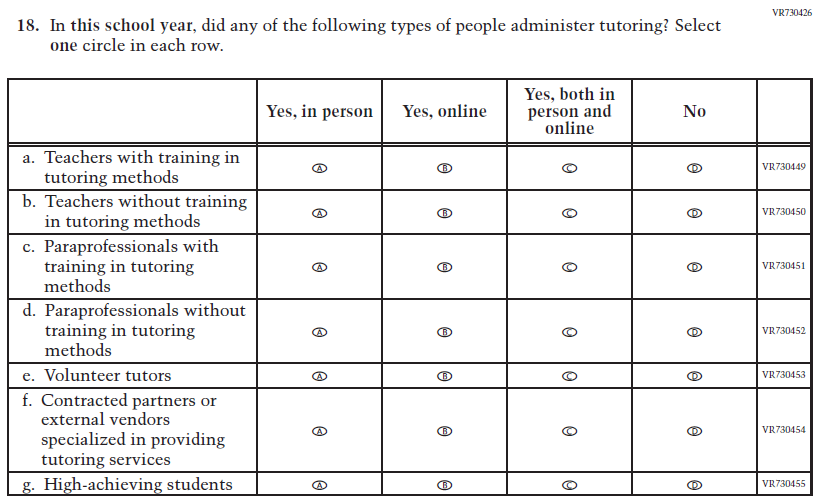 VR730426
18. In this school year, did any of the following types of people administer tutoring? Select
one circle in each row.
Yes, in person
Yes, online
Yes, both in
person and
online
No
a. Teachers with training in
tutoring methods
A B C D VR730449
b. Teachers without training
in tutoring methods
A B C D VR730450
c. Paraprofessionals with
training in tutoring
methods
A B C D VR730451
d. Paraprofessionals without
training in tutoring
methods
A B C D VR730452
e. Volunteer tutors
A B C D VR730453
f. Contracted partners or
external vendors
specialized in providing
tutoring services
A B C D VR730454
g. High-achieving students
A B C D VR730455